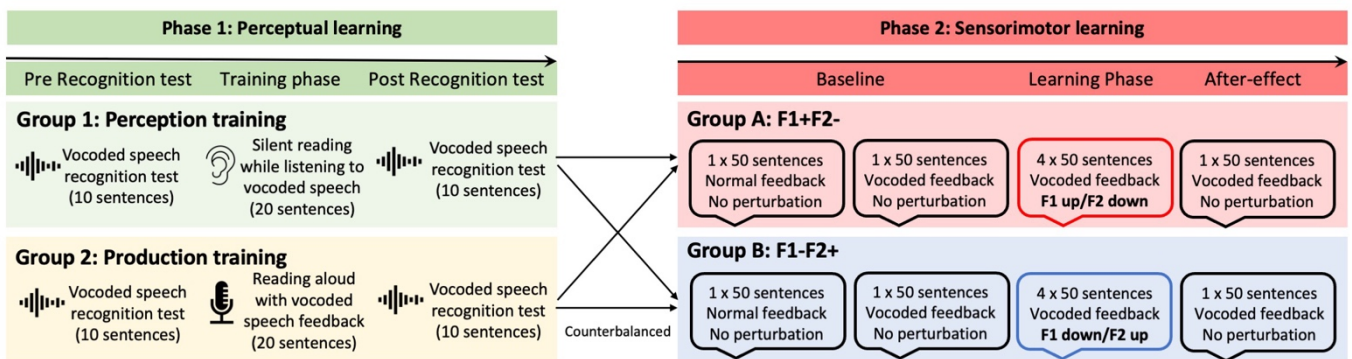 Phase 1: Perceptual learning
Pre Recognition test
Training phase
Post Recognition test
Group 1: Perception training
Vocoded speech
recognition test
(10 sentences)
Silent reading
while listening to
vocoded speech
(20 sentences)
Vocoded speech
recognition test
(10 sentences)
Group 2: Production training
Vocoded speech
recognition test
(10 sentences)
Reading aloud
with vocoded
speech feedback
(20 sentences)
Vocoded speech
recognition test
(10 sentences)
Counterbalanced
Phase 2: Sensorimotor learning
Baseline
Learning Phase
After-effect
Group A: F1+F2-
1 x 50 sentences
Normal feedback
No perturbation
1 x 50 sentences
Vocoded feedback
No perturbation
4 x 50 sentences
Vocoded feedback
F1 up/F2 down
1 x 50 sentences
Vocoded feedback
No perturbation
Group B: F1-F2+
1 x 50 sentences
Normal feedback
No perturbation
1 x 50 sentences
Vocoded feedback
No perturbation
4 x 50 sentences
Vocoded feedback
F1 down/F2 up
1 x 50 sentences
Vocoded feedback
No perturbation